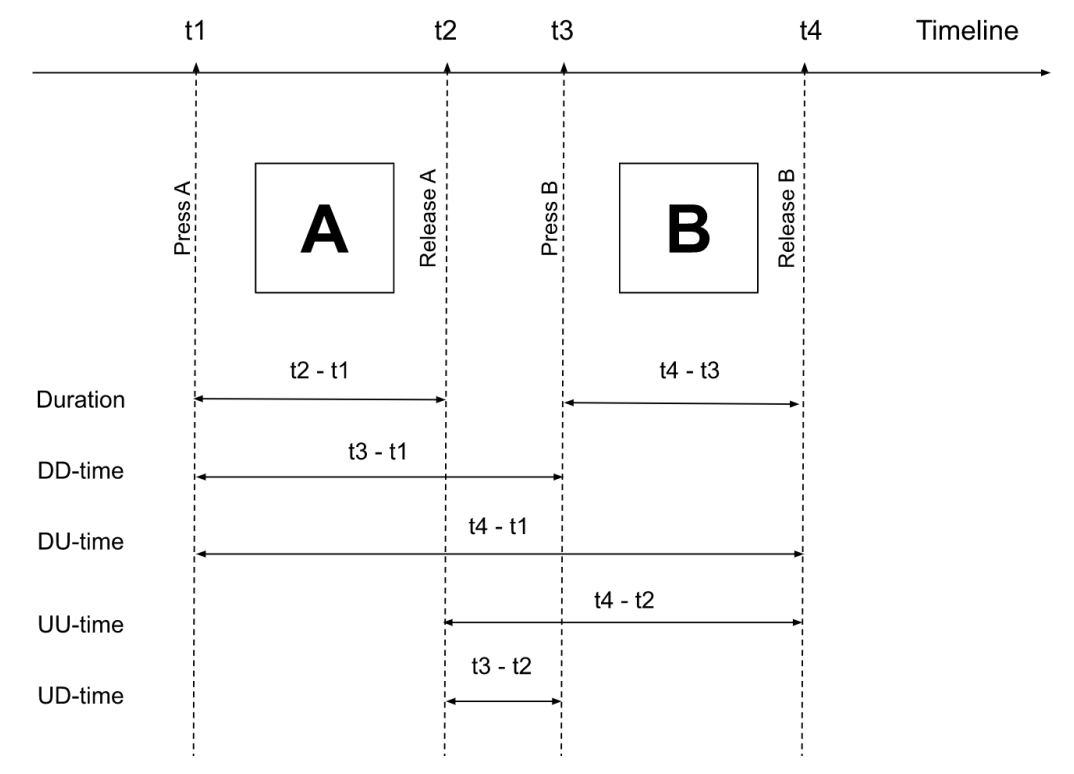 t1 t2 t3 t4 Timeline
Press A
A
Release A
Press B
B
Release B
t2 - t1 t4 - t3
Duration
t3 - t1
DD-time
t4 - t1
DU-time
t4 - t2
UU-time
t3 - t2
UD-time